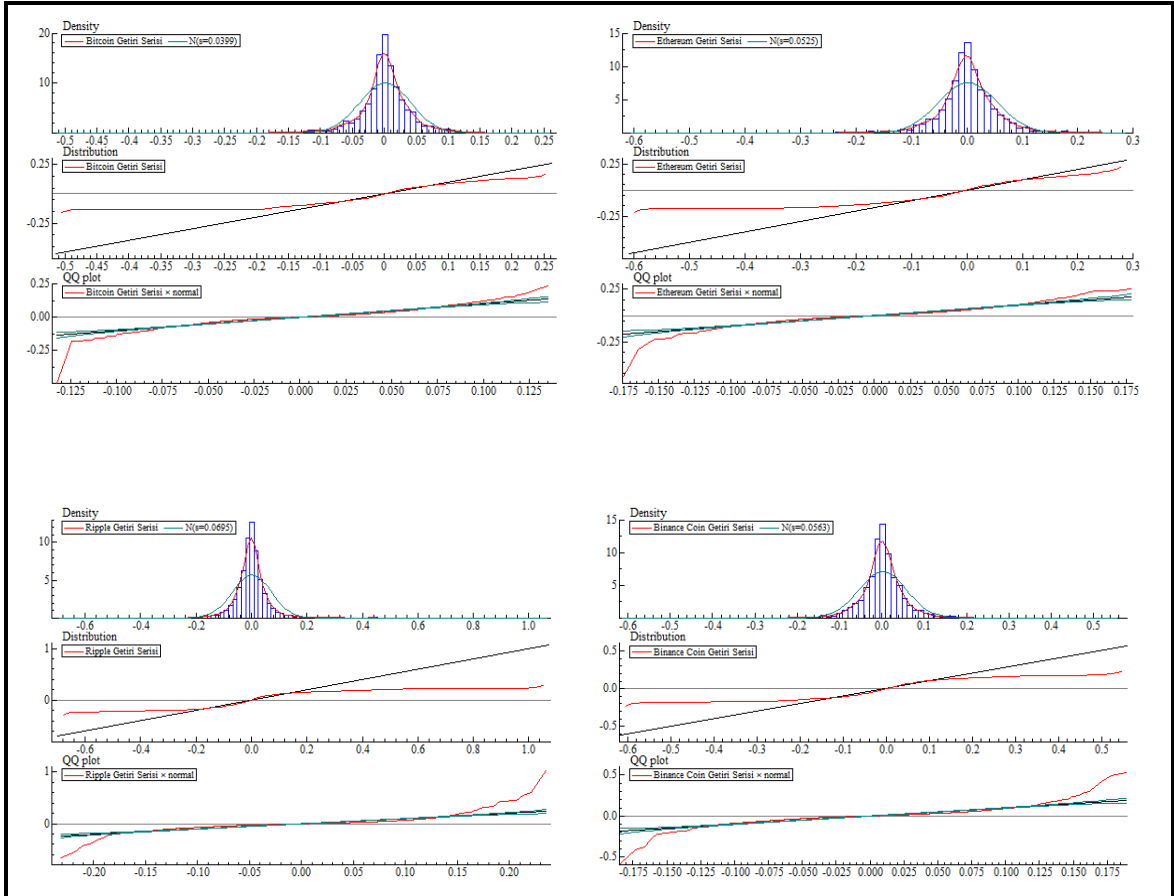 Density
Bitcoin Getiri Serisi N(s=0.0399)
20
10
-0.5 -0.45 -0.4 -0.35 -0.3 -0.25 -0.2 -0.15 -0.1 -0.05 0 0.05 0.1 0.15 0.2 0.25
Distribution
Bitcoin Getiri Serisi
0.25
-0.25
-0.5 -0.45 -0.4 -0.35 -0.3 -0.25 -0.2 -0.15 -0.1 -0.05 0 0.05 0.1 0.15 0.2 0.25
QQ plot
Bitcoin Getiri Serisi × normal
0.25
0.00
-0.25
-0.125 -0.100 -0.075 -0.050 -0.025 0.000 0.025 0.050 0.075 0.100 0.125
Density
Ethereum Getiri Serisi N(s=0.0525)
15
10
5
-0.6 -0.5 -0.4 -0.3 -0.2 -0.1 0.0 0.1 0.2 0.3
Distribution
Ethereum Getiri Serisi
0.25
-0.25
-0.6 -0.5 -0.4 -0.3 -0.2 -0.1 0.0 0.1 0.2 0.3
QQ plot
Ethereum Getiri Serisi × normal
0.25
-0.25
-0.175 -0.150 -0.125 -0.100 -0.075 -0.050 -0.025 0.000 0.025 0.050 0.075 0.100 0.125 0.150 0.175
Density
Ripple Getiri Serisi N(s=0.0695)
10
5
-0.6 -0.4 -0.2 0.0 0.2 0.4 0.6 0.8 1.0
Distribution
Ripple Getiri Serisi
1
0
-0.6 -0.4 -0.2 0.0 0.2 0.4 0.6 0.8 1.0
QQ plot
Ripple Getiri Serisi × normal
1
0
-0.20 -0.15 -0.10 -0.05 0.00 0.05 0.10 0.15 0.20
Density
Binance Coin Getiri Serisi N(s=0.0563)
15
10
5
-0.6 -0.5 -0.4 -0.3 -0.2 -0.1 0.0 0.1 0.2 0.3 0.4 0.5
Distribution
Binance Coin Getiri Serisi
0.5
0.0
-0.5
-0.6 -0.5 -0.4 -0.3 -0.2 -0.1 0.0 0.1 0.2 0.3 0.4 0.5
QQ plot
Binance Coin Getiri Serisi × normal
0.5
0.0
-0.5
-0.175 -0.150 -0.125 -0.100 -0.075 -0.050 -0.025 0.000 0.025 0.050 0.075 0.100 0.125 0.150 0.175